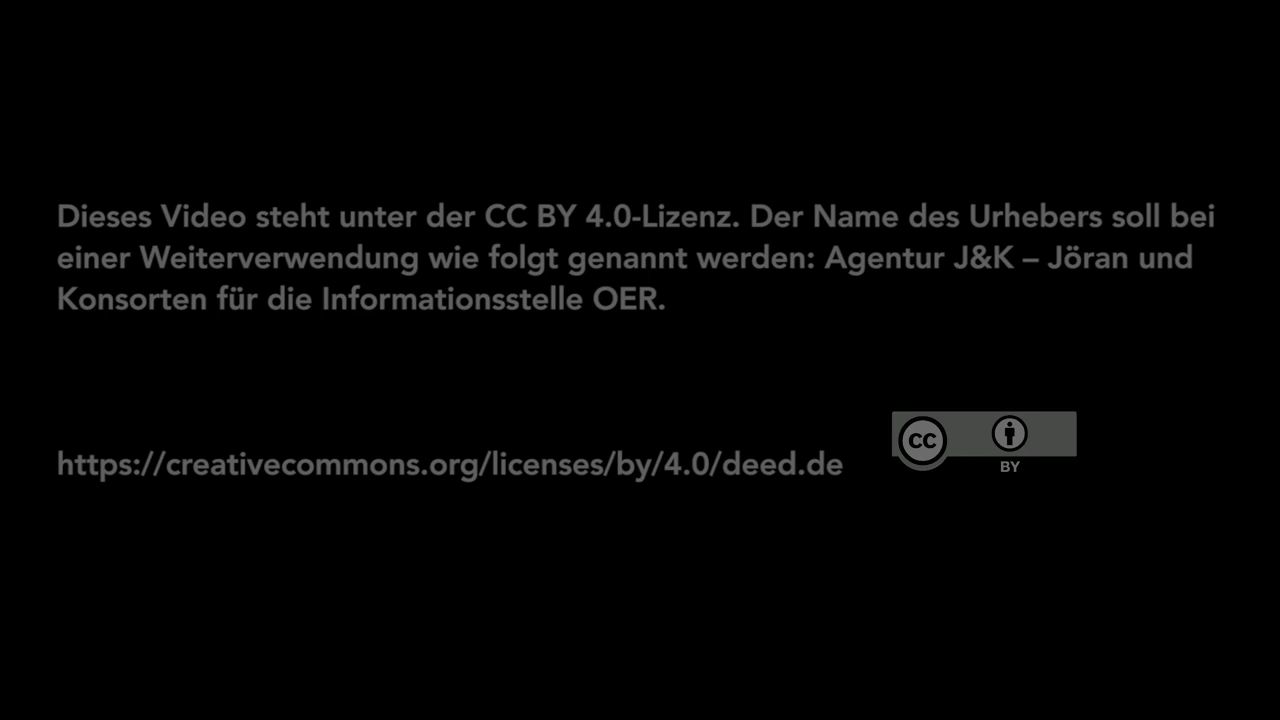 Dieses Video steht unter der CC BY 4.0-Lizenz. Der Name des Urhebers soll bei
einer Weiterverwendung wie folgt genannt werden: Agentur J&K – Jöran und
Konsorten für die Informationsstelle OER.
https://creativecommons.org/licenses/by/4.0/deed.de
CC
BY